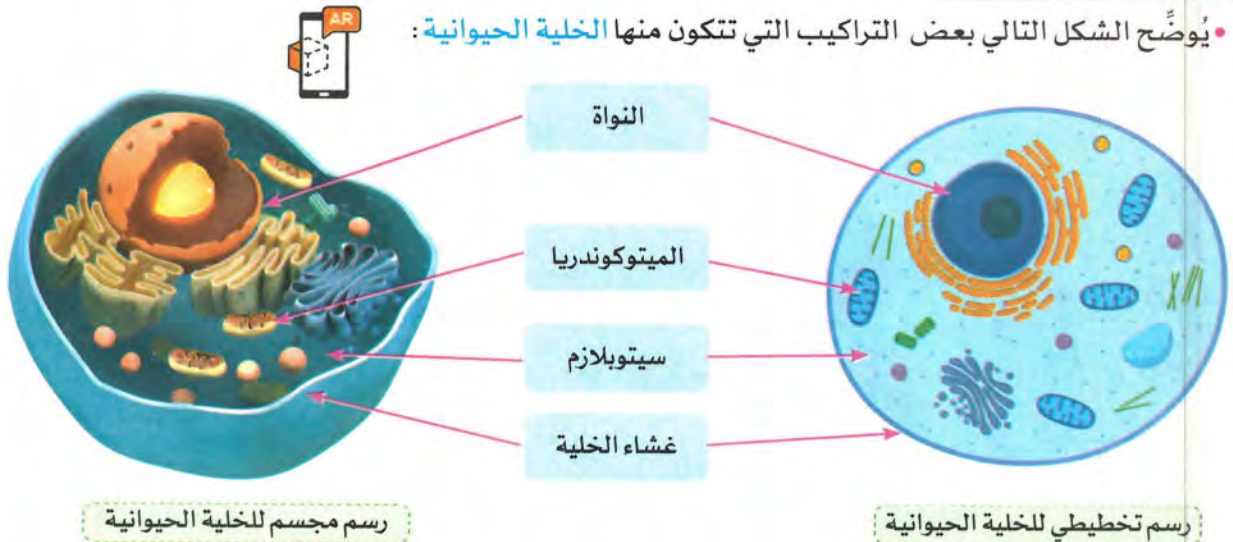 AR
• يُوضِّح الشكل التالي بعض التراكيب التي تتكون منها الخلية الحيوانية :
النواة
الميتوكوندريا
سيتوبلازم
غشاء الخلية
رسم تخطيطي للخلية الحيوانية
رسم مجسم للخلية الحيوانية